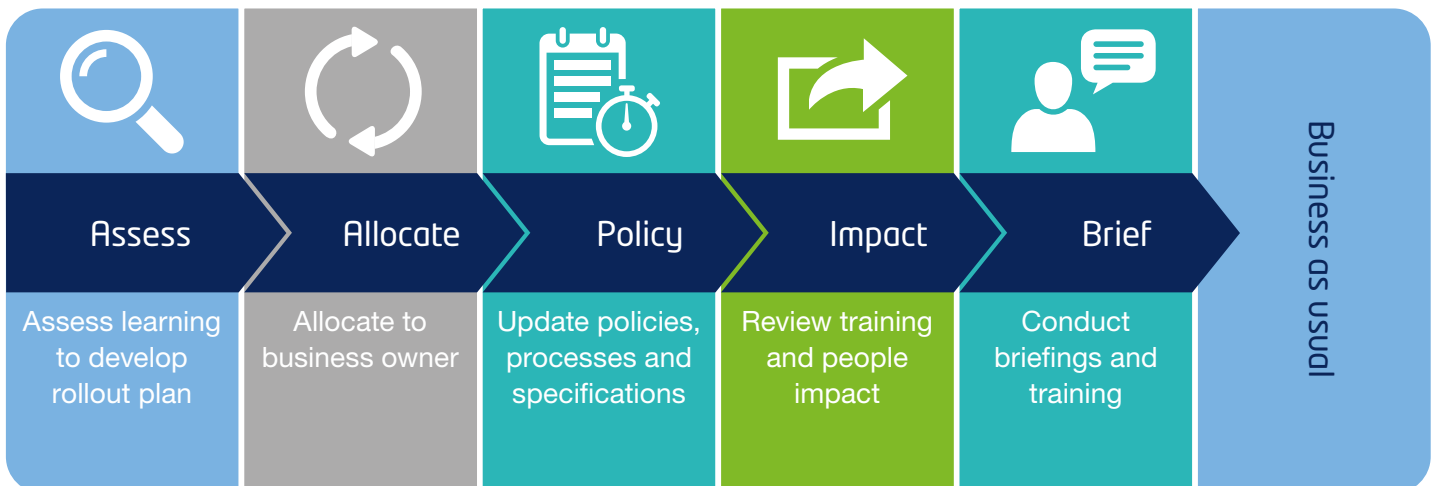 Assess
Allocate
Policy
Impact
Brief
Assess learning
to develop
rollout plan
Allocate to
business owner
Update policies,
processes and
specifications
Review training
and people
impact
Conduct
briefings and
training
Business as usual